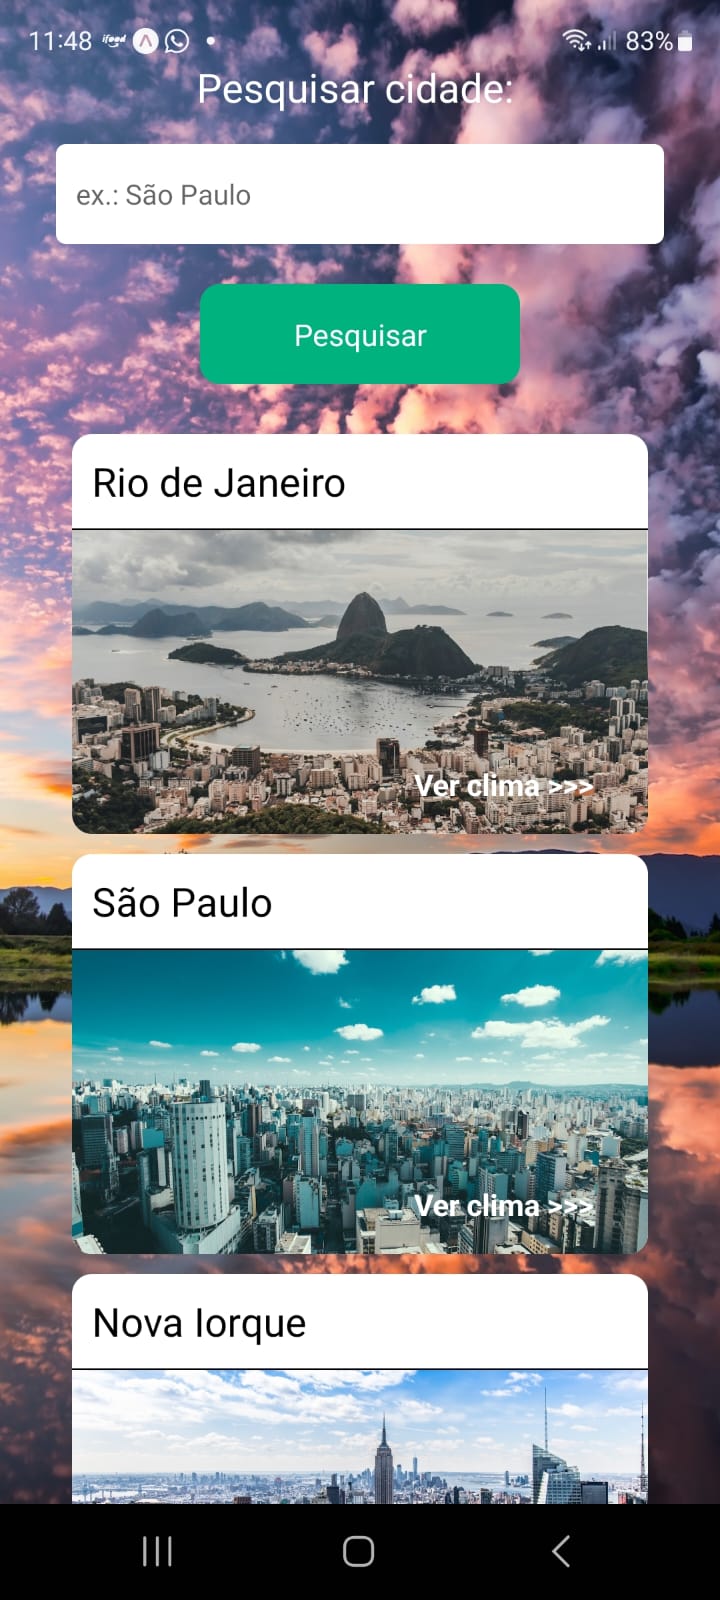 11:48 ifood 83%
Pesquisar cidade:
ex.: São Paulo
Pesquisar
Rio de Janeiro
Ver clima >>>
São Paulo
Ver clima >>>
Nova Iorque